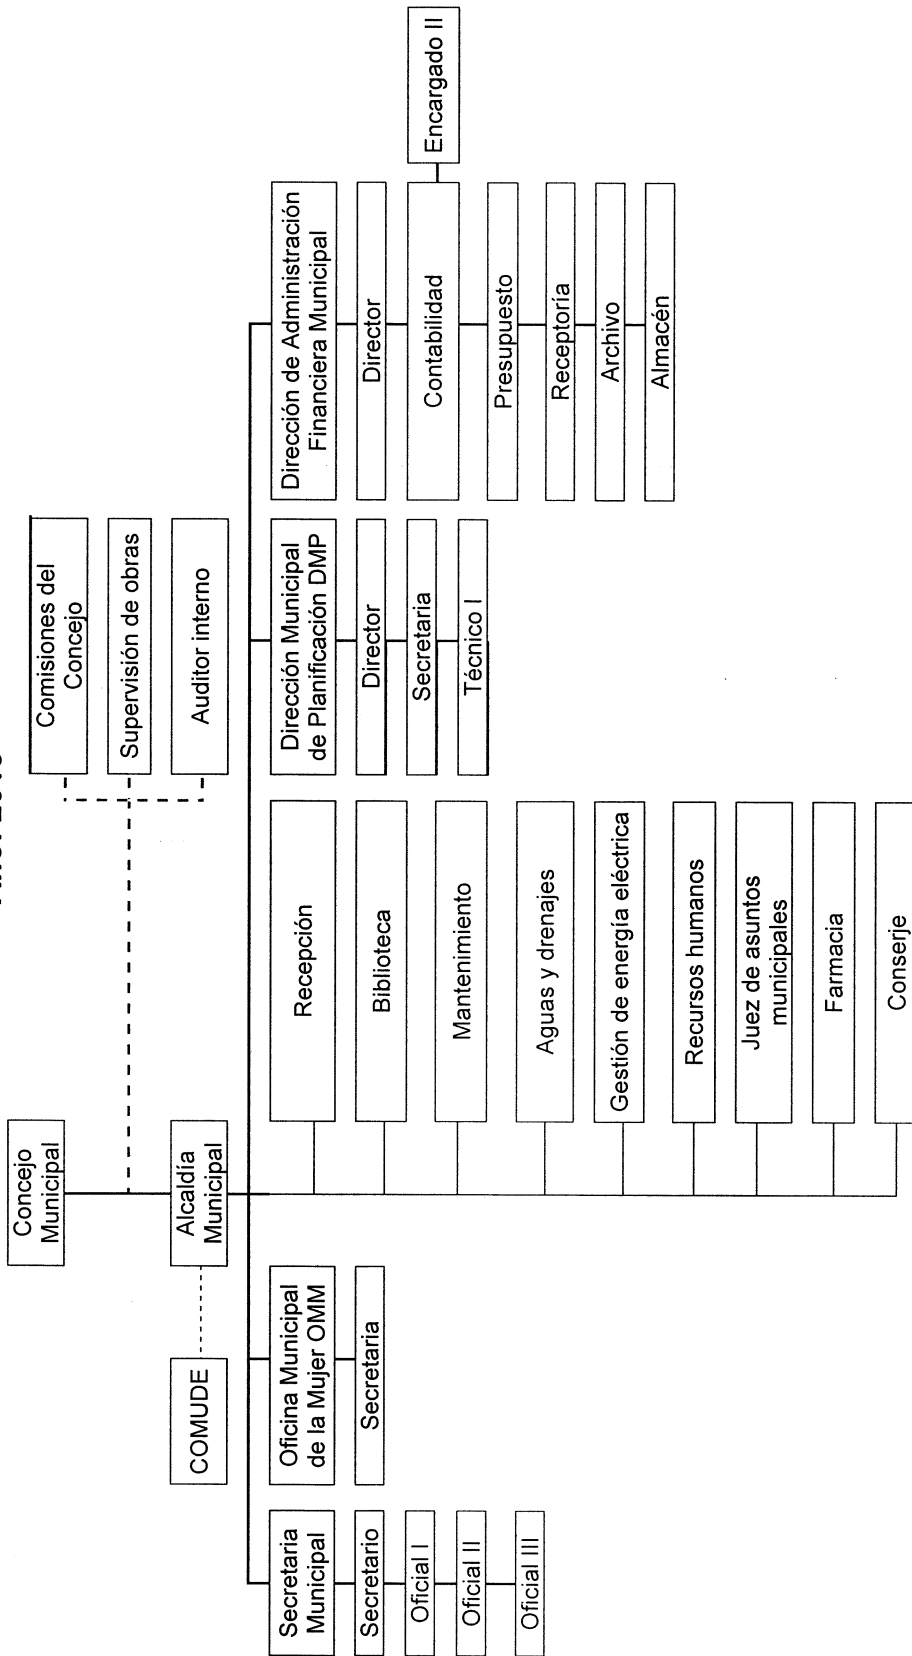 Concejo
Municipal
Comisiones del
Concejo
Supervisión de obras
Auditor interno
COMUDE
Alcaldía
Municipal
Secretaria
Municipal
Secretario
Oficial I
Oficial II
Oficial III
Oficina Municipal
de la Mujer OMM
Secretaria
Recepción
Biblioteca
Mantenimiento
Aguas y drenajes
Gestión de energía eléctrica
Recursos humanos
Juez de asuntos
municipales
Farmacia
Conserje
Dirección Municipal
de Planificación DMP
Director
Secretaria
Técnico I
Dirección de Administración
Financiera Municipal
Director
Contabilidad
Encargado II
Presupuesto
Receptoría
Archivo
Almacén